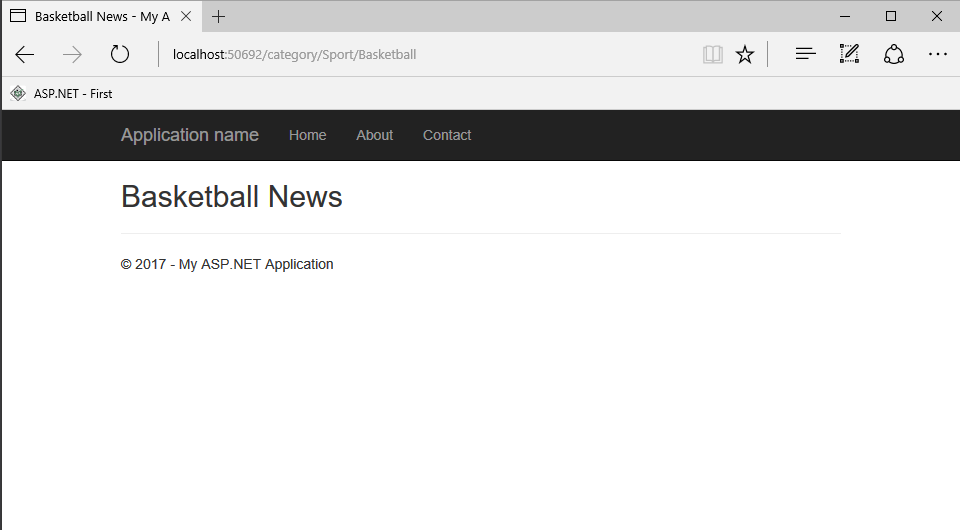 Basketball News - My A
localhost:50692/category/Sport/Basketball
ASP.NET - First
Application name Home About Contact
Basketball News
© 2017 - My ASP.NET Application